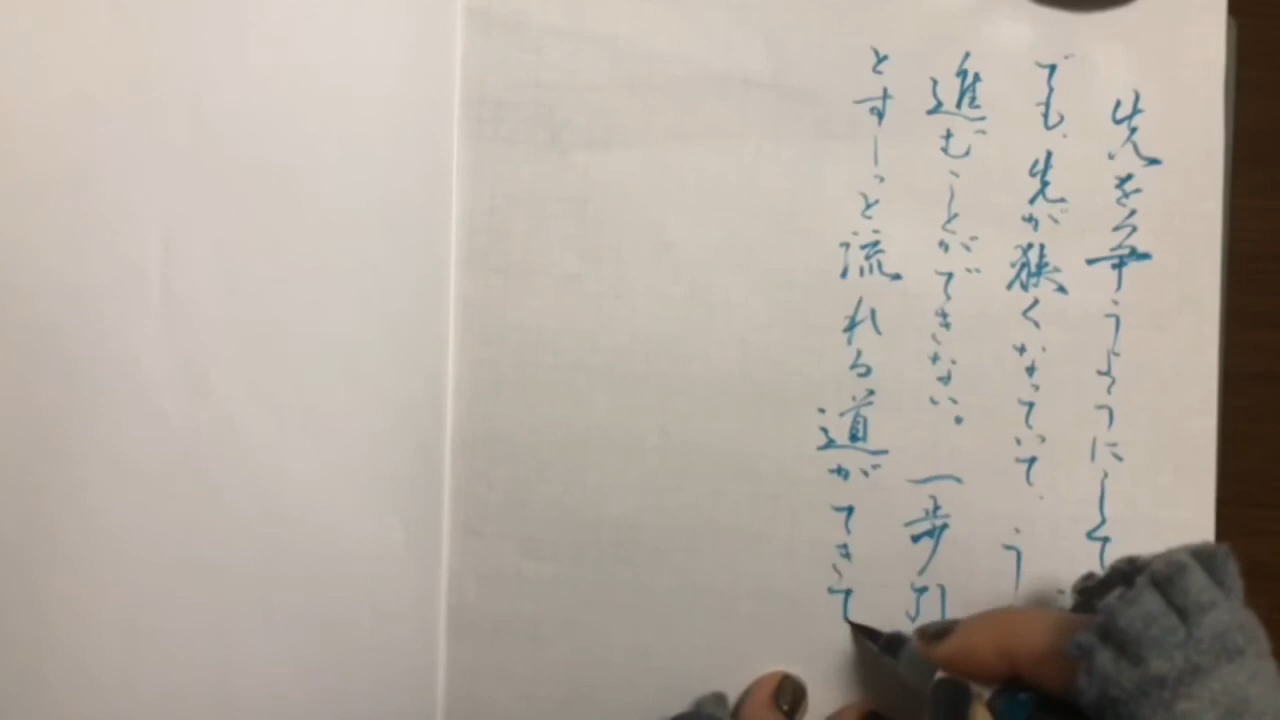 先を争うようにして
でも、先が狭くなっていて、う
進むことができない。一歩引
とすーっと流れる道ができて